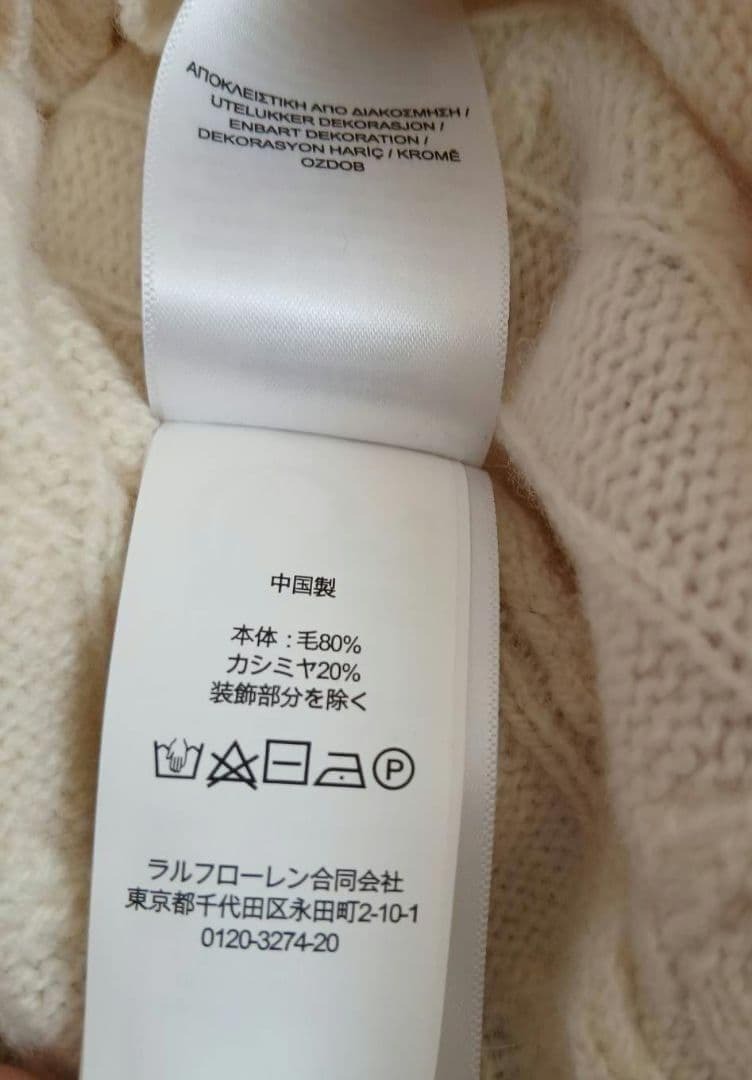 ΑΠΟΚΛΕΙΣΤΙΚΗ ΑΠΟ ΔΙΑΚΟΣΜΗΣΗ /
UTELUKKER DEKORASJON /
ENBART DEKORATION /
DEKORASYON HARİÇ / KROMĚ
OZDOB
中国製
本体：毛80%
カシミヤ20%
装飾部分を除く
P
ラルフローレン合同会社
東京都千代田区永田町2-10-1
0120-3274-20